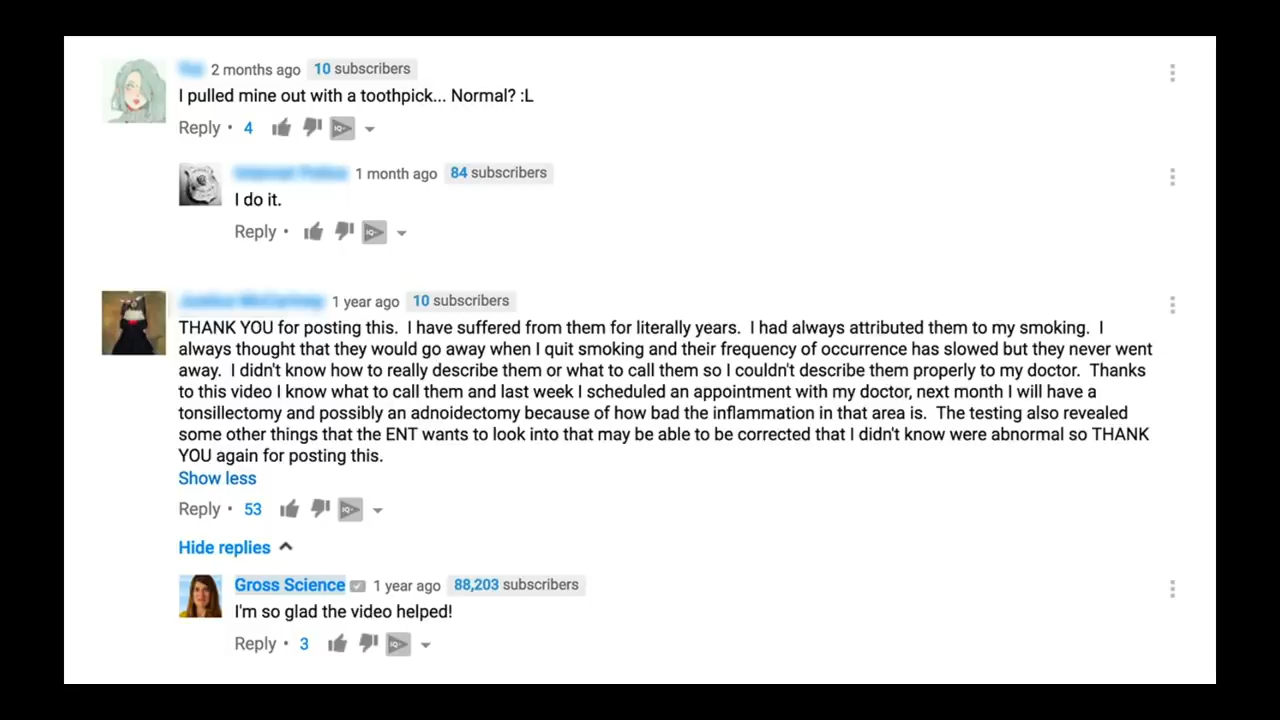 2 months ago 10 subscribers
I pulled mine out with a toothpick... Normal? :L
Reply • 4
1 month ago 84 subscribers
I do it.
Reply •
1 year ago 10 subscribers
THANK YOU for posting this. I have suffered from them for literally years. I had always attributed them to my smoking. I
always thought that they would go away when I quit smoking and their frequency of occurrence has slowed but they never went
away. I didn't know how to really describe them or what to call them so I couldn't describe them properly to my doctor. Thanks
to this video I know what to call them and last week I scheduled an appointment with my doctor, next month I will have a
tonsillectomy and possibly an adnoidectomy because of how bad the inflammation in that area is. The testing also revealed
some other things that the ENT wants to look into that may be able to be corrected that I didn't know were abnormal so THANK
YOU again for posting this.
Show less
Reply • 53
Hide replies
Gross Science 1 year ago 88,203 subscribers
I'm so glad the video helped!
Reply • 3